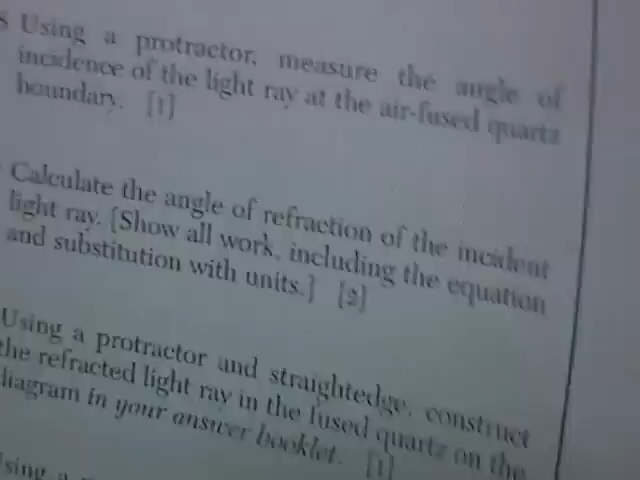 Using a protractor, measure the angle of
incidence of the light ray at the air-fused quartz
boundary. [1]
Calculate the angle of refraction of the incident
light ray. [Show all work, including the equation
and substitution with units.] [2]
Using a protractor and straightedge, construct
the refracted light ray in the fused quartz on the
diagram in your answer booklet. [1]